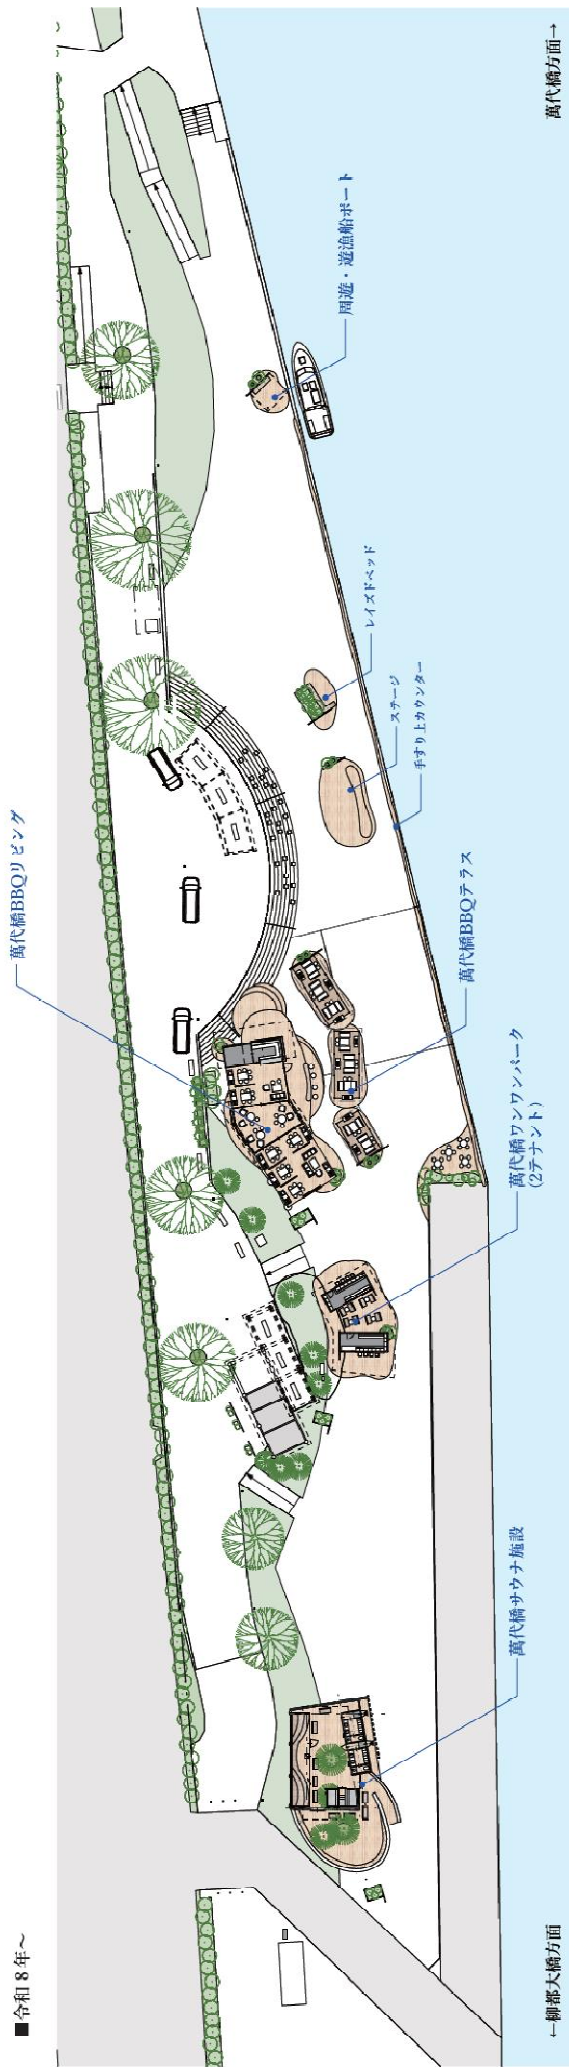 ■令和8年～
萬代橋BBQリビング
周遊・遊漁船ポート
レイズドベッド
ステージ
手すり上カウンター
萬代橋BBQテラス
萬代橋ワンワンパーク
(2テナント)
萬代橋サウナ施設
←柳都大橋方面
萬代橋方面→